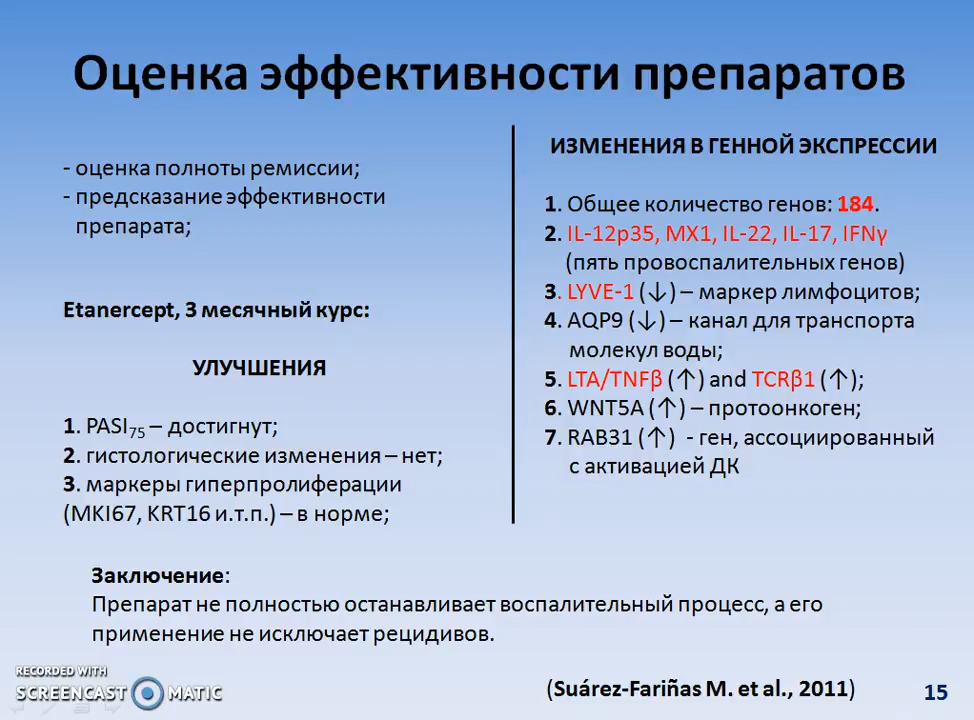 Оценка эффективности препаратов
- оценка полноты ремиссии;
- предсказание эффективности
препарата;
Etanercept, 3 месячный курс:
УЛУЧШЕНИЯ
1. PASI75 – достигнут;
2. гистологические изменения – нет;
3. маркеры гиперпролиферации
(MKI67, KRT16 и.т.п.) – в норме;
ИЗМЕНЕНИЯ В ГЕННОЙ ЭКСПРЕССИИ
1. Общее количество генов: 184.
2. IL-12p35, MX1, IL-22, IL-17, IFNγ
(пять провоспалительных генов)
3. LYVE-1 (↓) – маркер лимфоцитов;
4. AQP9 (↓) – канал для транспорта
молекул воды;
5. LTA/TNFβ (↑) and TCRβ1 (↑);
6. WNT5A (↑) – протоонкоген;
7. RAB31 (↑) - ген, ассоциированный
с активацией ДК
Заключение:
Препарат не полностью останавливает воспалительный процесс, а его
применение не исключает рецидивов.
(Suárez-Fariñas M. et al., 2011)
15
RECORDED WITH
SCREENCAST MATIC